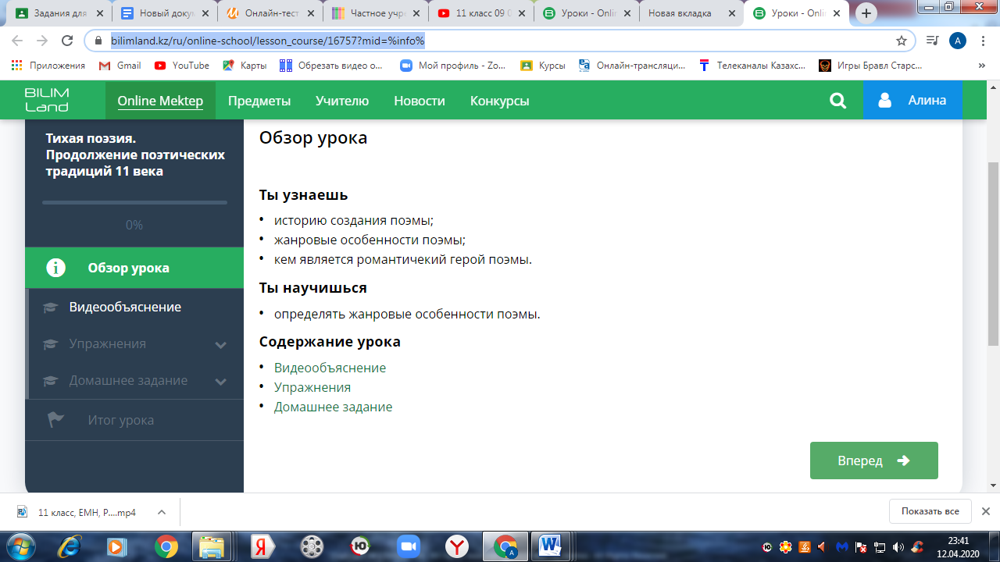 Задания для
Новый докум
Онлайн-тест
Частное учре
11 класс 09 0
Уроки - Onlin
Новая вкладка
Уроки - Onlin
bilimland.kz/ru/online-school/lesson_course/16757?mid=%info%
A
Приложения
Gmail
YouTube
Карты
Обрезать видео о...
Мой профиль - Zo...
Курсы
Онлайн-трансляци...
Телеканалы Казахс...
Игры Бравл Старс...
»
BILIM
Land
Online Mektep
Предметы
Учителю
Новости
Конкурсы
Алина
Тихая поэзия.
Продолжение поэтических
традиций 11 века
0%
Обзор урока
Видеообъяснение
Упражнения
Домашнее задание
Итог урока
Обзор урока
Ты узнаешь
• историю создания поэмы;
• жанровые особенности поэмы;
• кем является романтичекий герой поэмы.
Ты научишься
• определять жанровые особенности поэмы.
Содержание урока
• Видеообъяснение
• Упражнения
• Домашнее задание
Вперед
11 класс, ЕМН, Р....mp4
Показать все
23:41
12.04.2020